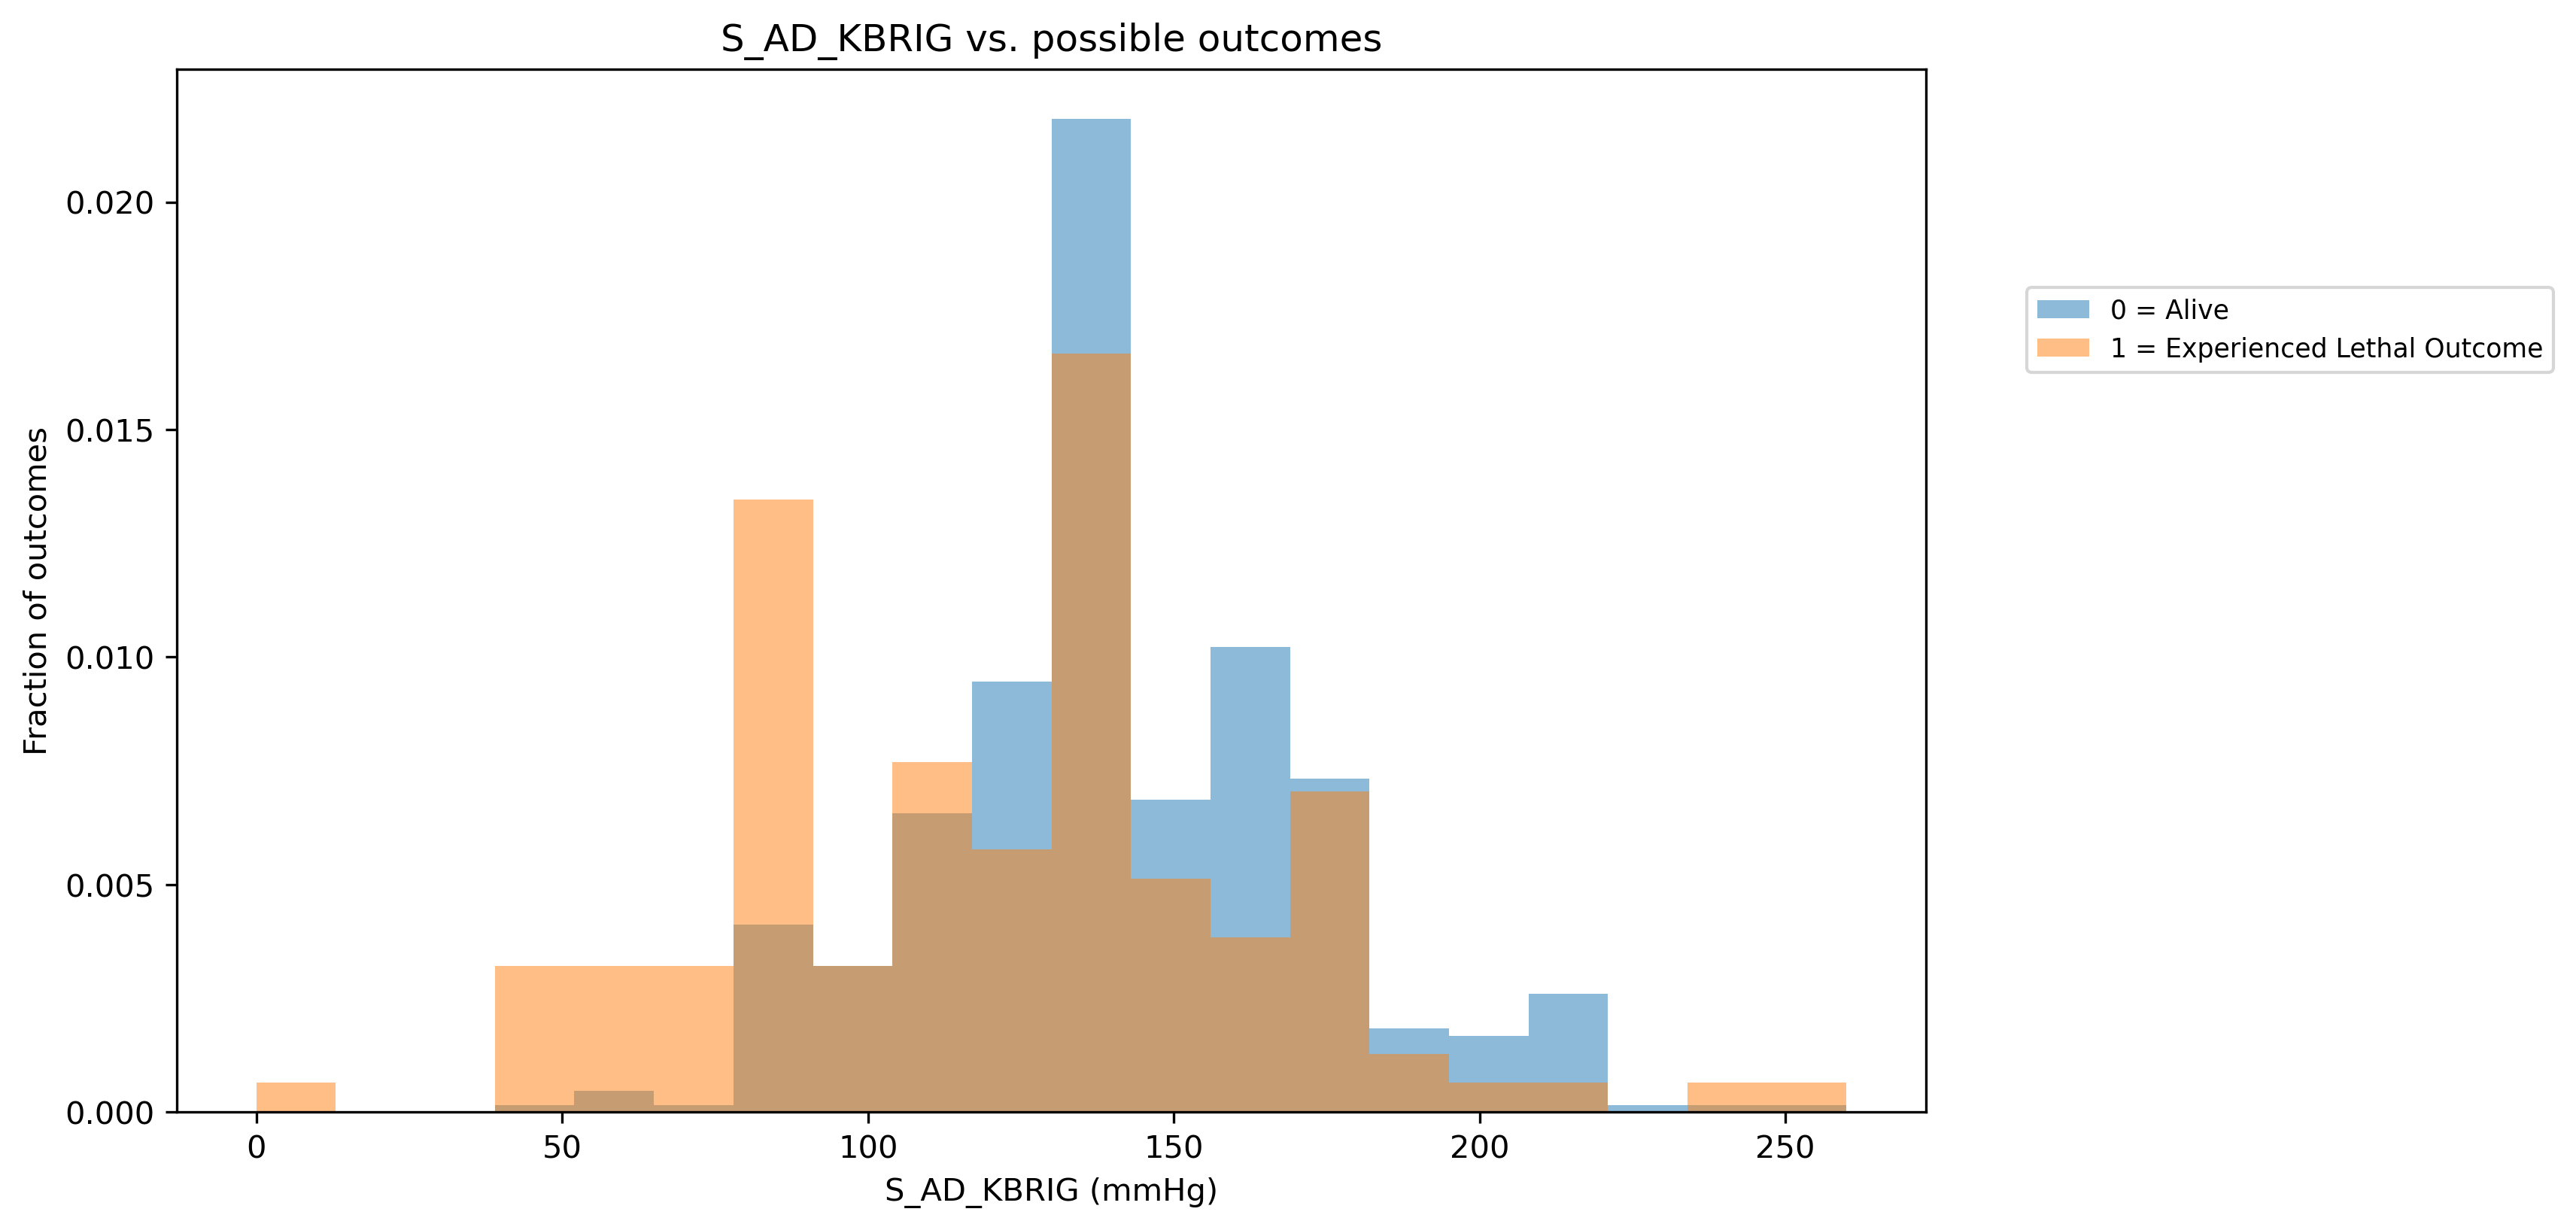 S_AD_KBRIG vs. possible outcomes
Fraction of outcomes
0.020
0.015
0.010
0.005
0.000
0 50 100 150 200 250
S_AD_KBRIG (mmHg)
0 = Alive
1 = Experienced Lethal Outcome